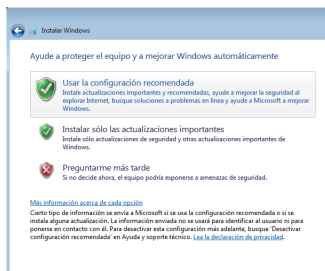 Instalar Windows
Ayude a proteger el equipo y a mejorar Windows automáticamente
Usar la configuración recomendada
Instale actualizaciones importantes y recomendadas, ayude a mejorar la seguridad al
explorar Internet, busque soluciones a problemas en línea y ayude a Microsoft a mejorar
Windows.
Instalar sólo las actualizaciones importantes
Instale sólo actualizaciones de seguridad y otras actualizaciones importantes de
Windows.
Preguntarme más tarde
Si no decide ahora, el equipo podría exponerse a amenazas de seguridad.
Más información acerca de cada opción
Cierto tipo de información se envía a Microsoft si se usa la configuración recomendada o si se
instala alguna actualización. La información enviada no se usará para identificar al usuario ni para
ponerse en contacto con él. Para desactivar esta configuración más adelante, busque 'Desactivar
configuración recomendada' en Ayuda y soporte técnico. Lea la declaración de privacidad.